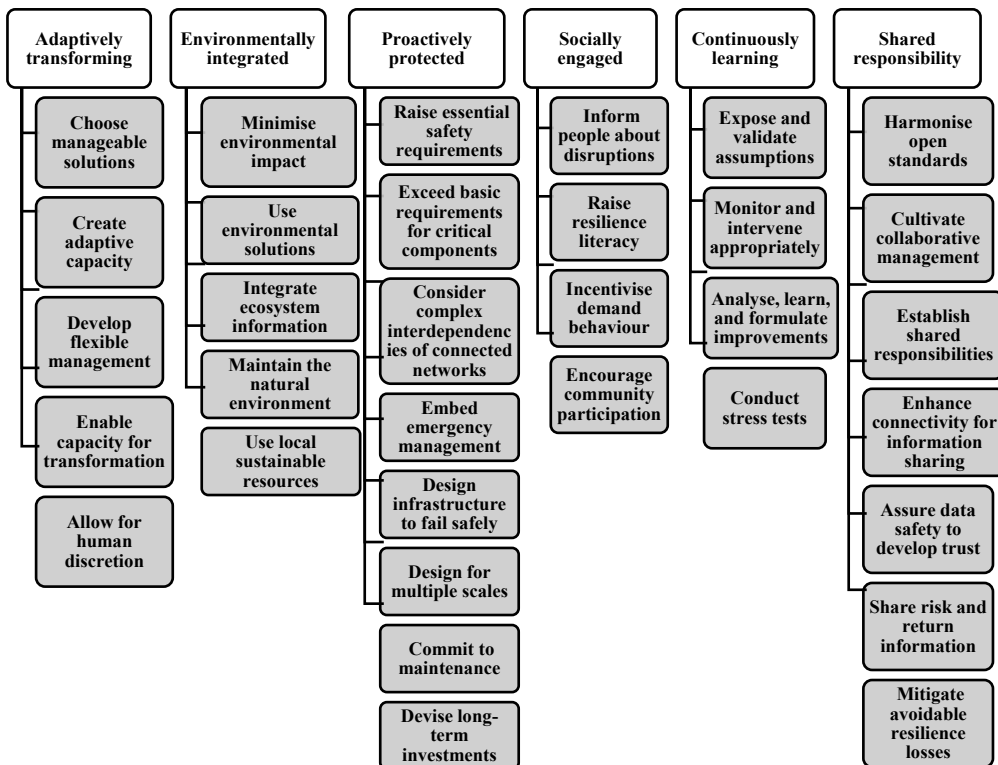 Adaptively
transforming
Choose
manageable
solutions
Create
adaptive
capacity
Develop
flexible
management
Enable
capacity for
transformation
Allow for
human
discretion
Environmentally
integrated
Minimise
environmental
impact
Use
environmental
solutions
Integrate
ecosystem
information
Maintain the
natural
environment
Use local
sustainable
resources
Proactively
protected
Raise essential
safety
requirements
Exceed basic
requirements
for critical
components
Consider
complex
interdependenc
ies of connected
networks
Embed
emergency
management
Design
infrastructure
to fail safely
Design for
multiple scales
Commit to
maintenance
Devise long-
term
investments
Socially
engaged
Inform
people about
disruptions
Raise
resilience
literacy
Incentivise
demand
behaviour
Encourage
community
participation
Continuously
learning
Expose and
validate
assumptions
Monitor and
intervene
appropriately
Analyse, learn,
and formulate
improvements
Conduct
stress tests
Shared
responsibility
Harmonise
open
standards
Cultivate
collaborative
management
Establish
shared
responsibilities
Enhance
connectivity for
information
sharing
Assure data
safety to
develop trust
Share risk and
return
information
Mitigate
avoidable
resilience
losses